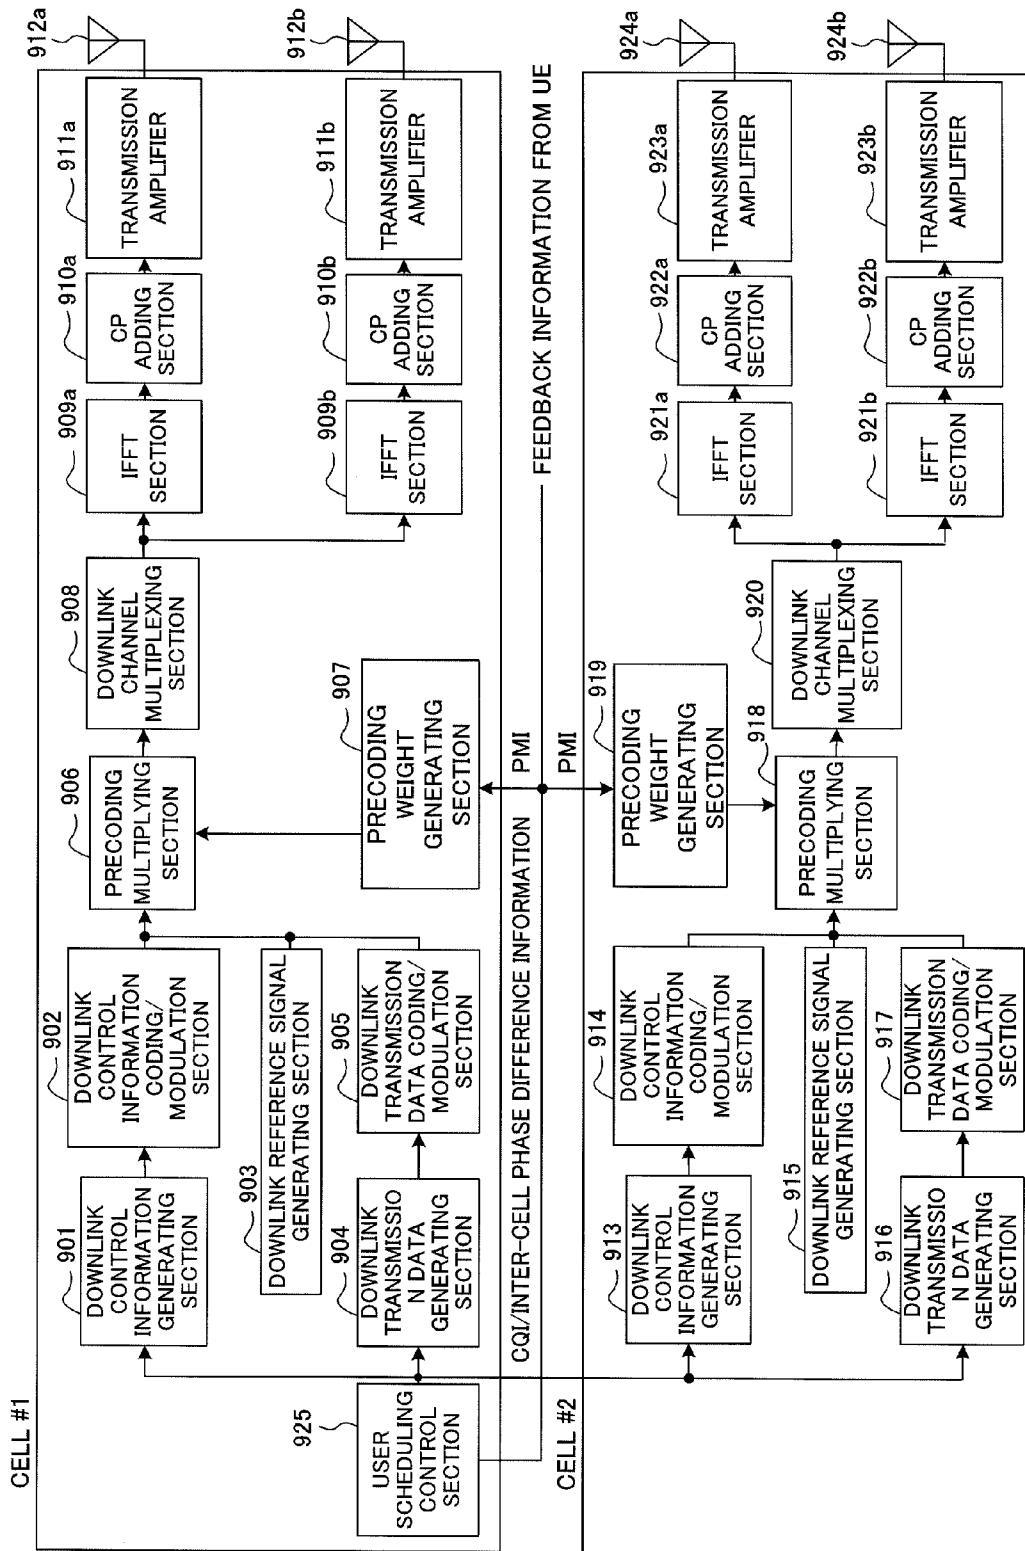 CELL #1
925
USER
SCHEDULING
CONTROL
SECTION
901
DOWNLINK
CONTROL
INFORMATION
GENERATING
SECTION
902
DOWNLINK
CONTROL
INFORMATION
CODING/
MODULATION
SECTION
903
DOWNLINK REFERENCE SIGNAL
GENERATING SECTION
904
DOWNLINK
TRANSMISSIO
N DATA
GENERATING
SECTION
905
DOWNLINK
TRANSMISSION
DATA CODING/
MODULATION
SECTION
906
PRECODING
MULTIPLYING
SECTION
907
PRECODING
WEIGHT
GENERATING
SECTION
908
DOWNLINK
CHANNEL
MULTIPLEXING
SECTION
909a
IFFT
SECTION
910a
CP
ADDING
SECTION
911a
TRANSMISSION
AMPLIFIER
912a
909b
IFFT
SECTION
910b
CP
ADDING
SECTION
911b
TRANSMISSION
AMPLIFIER
912b
CQI/INTER-CELL PHASE DIFFERENCE INFORMATION
PMI
PMI
FEEDBACK INFORMATION FROM UE
CELL #2
913
DOWNLINK
CONTROL
INFORMATION
GENERATING
SECTION
914
DOWNLINK
CONTROL
INFORMATION
CODING/
MODULATION
SECTION
915
DOWNLINK REFERENCE SIGNAL
GENERATING SECTION
916
DOWNLINK
TRANSMISSIO
N DATA
GENERATING
SECTION
917
DOWNLINK
TRANSMISSION
DATA CODING/
MODULATION
SECTION
918
PRECODING
MULTIPLYING
SECTION
919
PRECODING
WEIGHT
GENERATING
SECTION
920
DOWNLINK
CHANNEL
MULTIPLEXING
SECTION
921a
IFFT
SECTION
922a
CP
ADDING
SECTION
923a
TRANSMISSION
AMPLIFIER
924a
921b
IFFT
SECTION
922b
CP
ADDING
SECTION
923b
TRANSMISSION
AMPLIFIER
924b